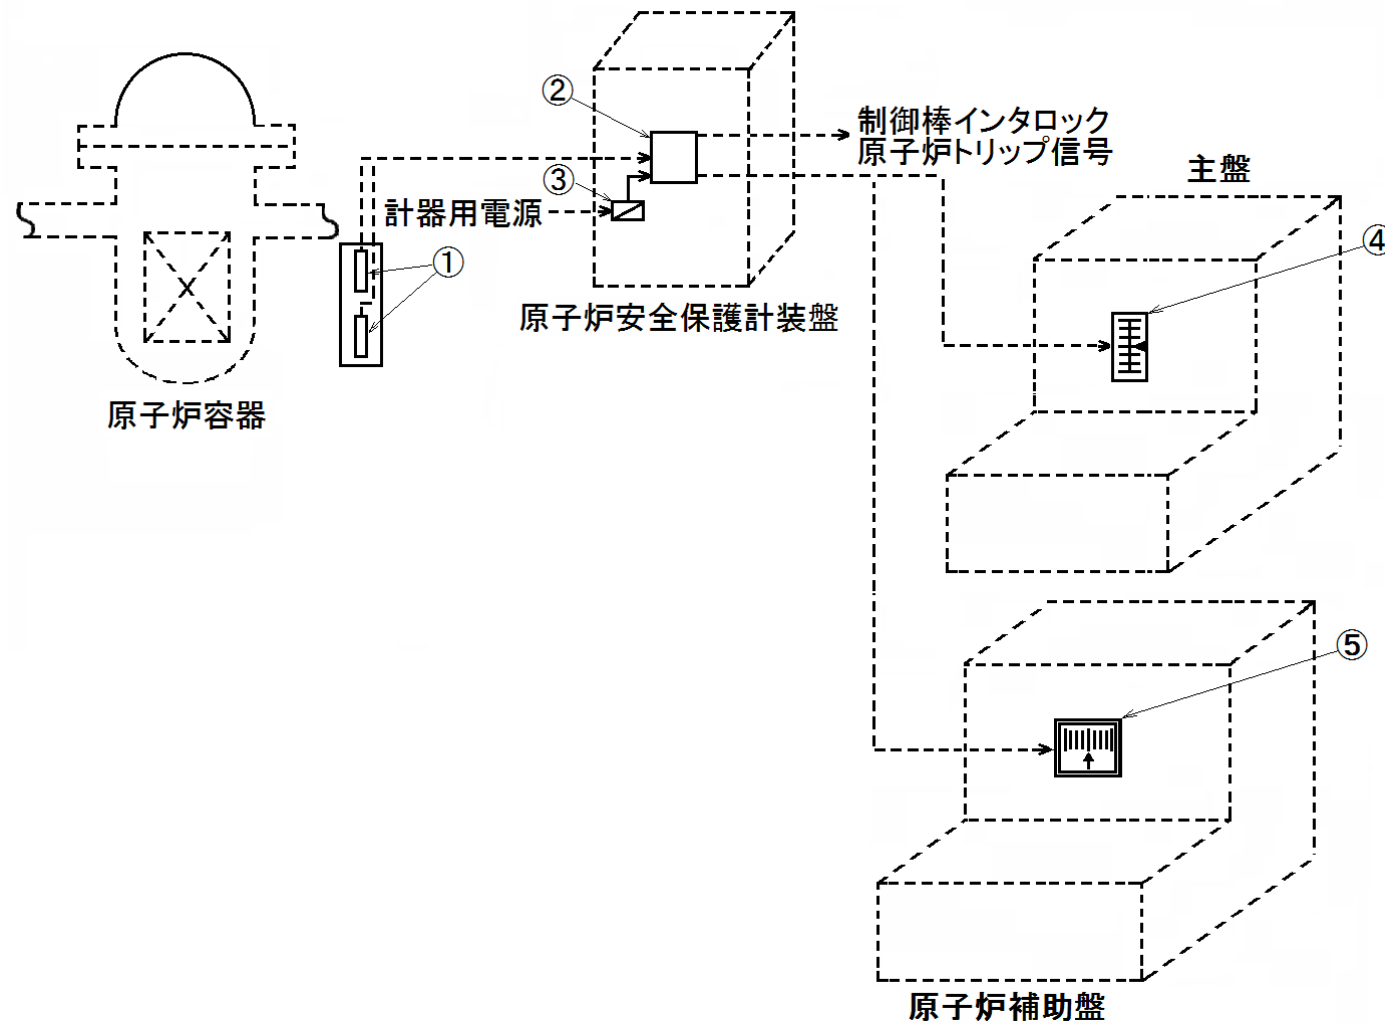 ②
制御棒インタロック
原子炉トリップ信号
主盤
③
計器用電源
④
①
原子炉安全保護計装盤
原子炉容器
⑤
原子炉補助盤